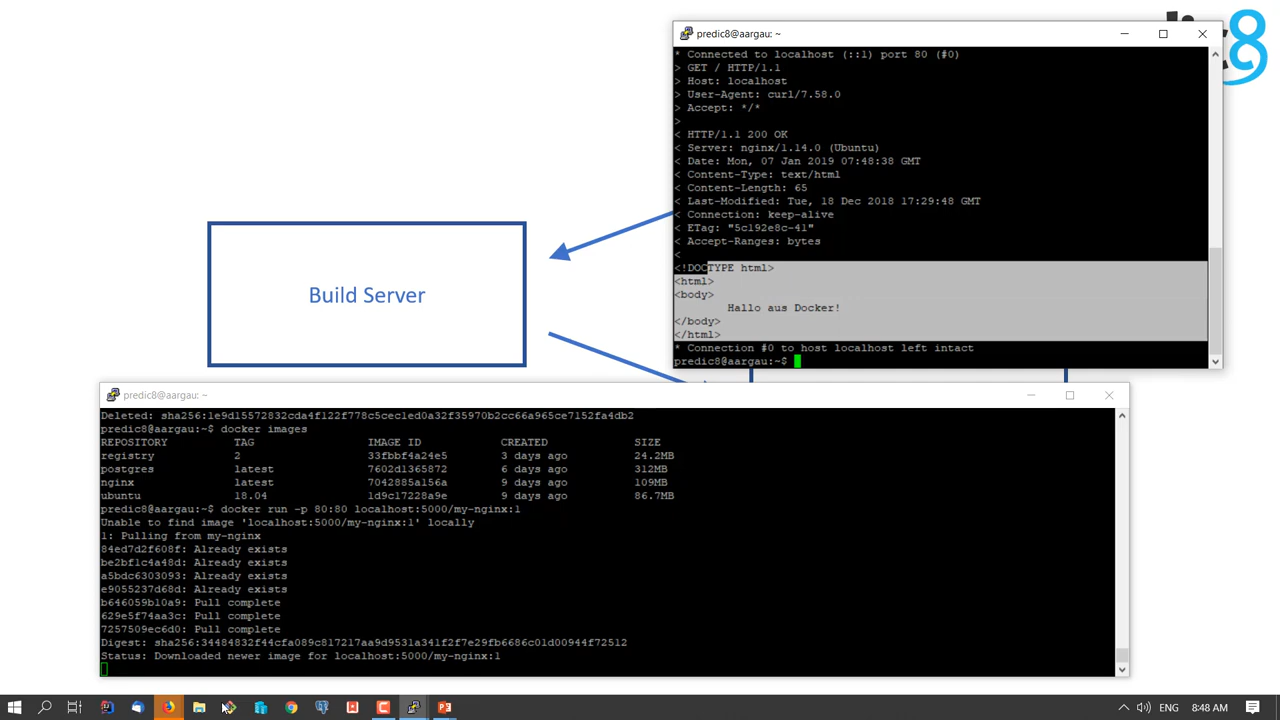 predic8@aargau: ~
* Connected to localhost (::1) port 80 (#0)
> GET / HTTP/1.1
> Host: localhost
> User-Agent: curl/7.58.0
> Accept: */*
>
< HTTP/1.1 200 OK
< Server: nginx/1.14.0 (Ubuntu)
< Date: Mon, 07 Jan 2019 07:48:38 GMT
< Content-Type: text/html
< Content-Length: 65
< Last-Modified: Tue, 18 Dec 2018 17:29:48 GMT
< Connection: keep-alive
< ETag: "5c192e8c-41"
< Accept-Ranges: bytes
<
<!DOCTYPE html>
<html>
<body>
Hallo aus Docker!
</body>
</html>
* Connection #0 to host localhost left intact
predic8@aargau:~$
Build Server
predic8@aargau: ~
Deleted: sha256:1e9d15572832cda4f122f778c5cec1ed0a32f35970b2cc66a965ce7152fa4db2
predic8@aargau:~$ docker images
REPOSITORY TAG IMAGE ID CREATED SIZE
registry 2 33fbbf4a24e5 3 days ago 24.2MB
postgres latest 7602d1365872 6 days ago 312MB
nginx latest 7042885a156a 9 days ago 109MB
ubuntu 18.04 1d9c17228a9e 9 days ago 86.7MB
predic8@aargau:~$ docker run -p 80:80 localhost:5000/my-nginx:1
Unable to find image 'localhost:5000/my-nginx:1' locally
1: Pulling from my-nginx
84ed7d2f608f: Already exists
be2bf1c4a48d: Already exists
a5bdc6303093: Already exists
e9055237d68d: Already exists
b646059b10a9: Pull complete
629e5f74aa3c: Pull complete
7257509ec6d0: Pull complete
Digest: sha256:34484832f44cfa089c817217aa9d9531a341f2f7e29fb6686c01d00944f72512
Status: Downloaded newer image for localhost:5000/my-nginx:1
ENG
8:48 AM